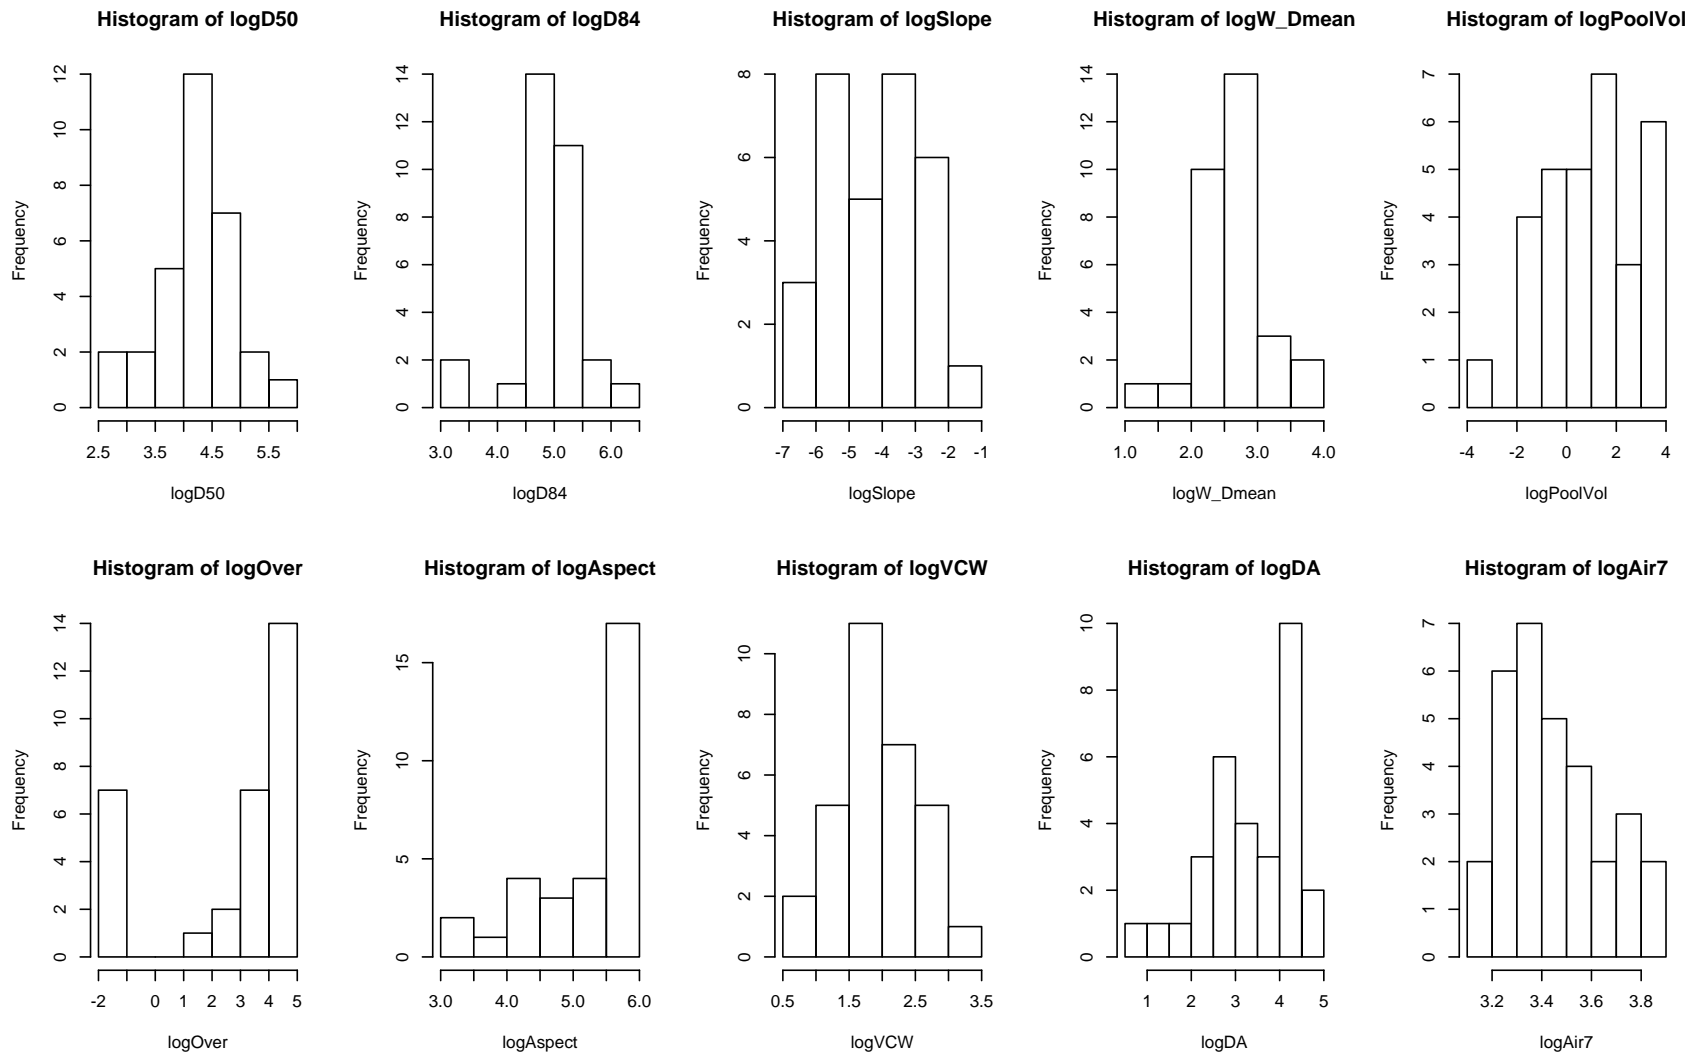 Histogram of logD50
Frequency
12
10
8
6
4
2
0
2.5 3.5 4.5 5.5
logD50
Histogram of logD84
Frequency
14
12
10
8
6
4
2
0
3.0 4.0 5.0 6.0
logD84
Histogram of logSlope
Frequency
8
6
4
2
0
-7 -6 -5 -4 -3 -2 -1
logSlope
Histogram of logW_Dmean
Frequency
14
12
10
8
6
4
2
0
1.0 2.0 3.0 4.0
logW_Dmean
Histogram of logPoolVol
Frequency
7
6
5
4
3
2
1
0
-4 -2 0 2 4
logPoolVol
Histogram of logOver
Frequency
14
12
10
8
6
4
2
0
-2 0 1 2 3 4 5
logOver
Histogram of logAspect
Frequency
15
10
5
0
3.0 4.0 5.0 6.0
logAspect
Histogram of logVCW
Frequency
10
8
6
4
2
0
0.5 1.5 2.5 3.5
logVCW
Histogram of logDA
Frequency
10
8
6
4
2
0
1 2 3 4 5
logDA
Histogram of logAir7
Frequency
7
6
5
4
3
2
1
0
3.2 3.4 3.6 3.8
logAir7